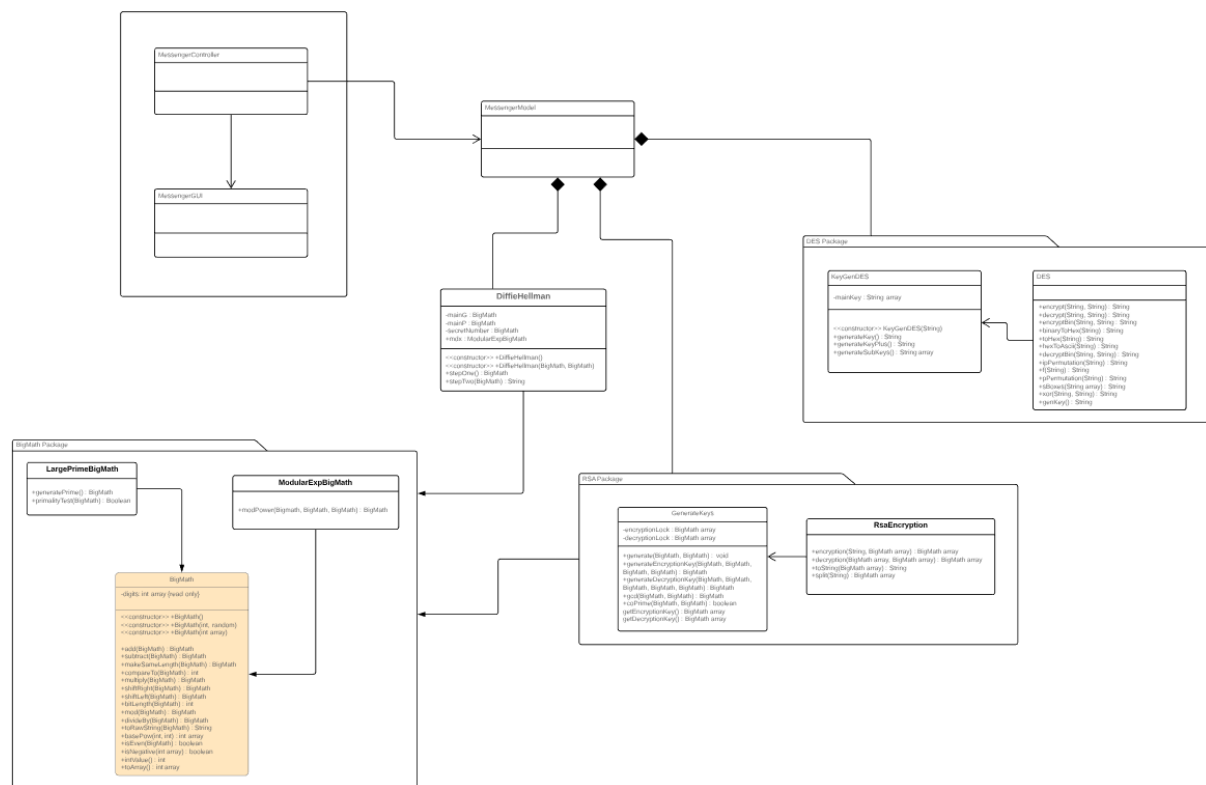 MessengerController
MessengerModel
MessengerGUI
DES Package
KeyGenDES
-mainKey : String array
<<constructor>> KeyGenDES(String)
+generateKey() : String
+generateKeyPlus() : String
+generateSubKeys() : String array
DES
+encrypt(String, String) : String
+decrypt(String, String) : String
+encryptBin(String, String) : String
+binaryToHex(String) : String
+toHex(String) : String
+hexToAscii(String) : String
+decryptBin(String, String) : String
+ipPermutation(String) : String
+f(String) : String
+pPermutation(String) : String
+sBoxes(String array) : String
+xor(String, String) : String
+genKey() : String
DiffieHellman
-mainG : BigMath
-mainP : BigMath
-secretNumber : BigMath
+mdx : ModularExpBigMath
<<constructor>> +DiffieHellman()
<<constructor>> +DiffieHellman(BigMath, BigMath)
+stepOne() : BigMath
+stepTwo(BigMath) : String
BigMath Package
LargePrimeBigMath
+generatePrime() : BigMath
+primalityTest(BigMath) : Boolean
ModularExpBigMath
+modPower(Bigmath, BigMath, BigMath) : BigMath
BigMath
-digits: int array {read only}
<<constructor>> +BigMath()
<<constructor>> +BigMath(int, random)
<<constructor>> +BigMath(int array)
+add(BigMath) : BigMath
+subtract(BigMath) : BigMath
+makeSameLength(BigMath) : BigMath
+compareTo(BigMath) : int
+multiply(BigMath) : BigMath
+shiftRight(BigMath) : BigMath
+shiftLeft(BigMath) : BigMath
+bitLength(BigMath) : int
+mod(BigMath) : BigMath
+divideBy(BigMath) : BigMath
+toRawString(BigMath) : String
+basePow(int, int) : int array
+isEven(BigMath) : boolean
+isNegative(int array) : boolean
+intValue() : int
+toArray() : int array
RSA Package
GenerateKeys
-encryptionLock : BigMath array
-decryptionLock : BigMath array
+generate(BigMath, BigMath) : void
+generateEncryptionKey(BigMath, BigMath,
BigMath, BigMath) : BigMath
+generateDecryptionKey(BigMath, BigMath,
BigMath, BigMath, BigMath) : BigMath
+gcd(BigMath, BigMath) : BigMath
+coPrime(BigMath, BigMath) : boolean
getEncryptionKey() : BigMath array
getDecryptionKey() : BigMath array
RsaEncryption
+encryption(String, BigMath array) : BigMath array
+decryption(BigMath array, BigMath array) : BigMath array
+toString(BigMath array) : String
+split(String) : BigMath array